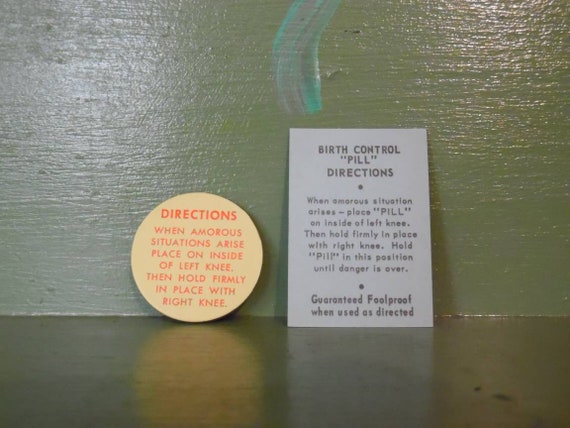 DIRECTIONS
WHEN AMOROUS
SITUATIONS ARISE
PLACE ON INSIDE
OF LEFT KNEE,
THEN HOLD FIRMLY
IN PLACE WITH
RIGHT KNEE.
BIRTH CONTROL
"PILL"
DIRECTIONS
•
When amorous situation
arises – place "PILL"
on inside of left knee.
Then hold firmly in place
with right knee. Hold
"Pill" in this position
until danger is over.
•
Guaranteed Foolproof
when used as directed